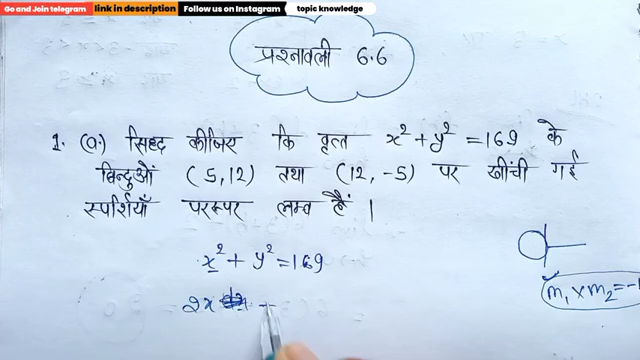 Go and Join telegram link in description Follow us on Instagram topic knowledge
प्रश्नावली 6.6
1. (a.) सिद्ध कीजिए कि वृत्त x² + y² = 169 के
बिन्दुओं (5, 12) तथा (12, -5) पर खींची गई
स्पर्शियाँ परस्पर लम्ब हैं ।
x² + y² = 169
m₁ × m₂ = -1
2x